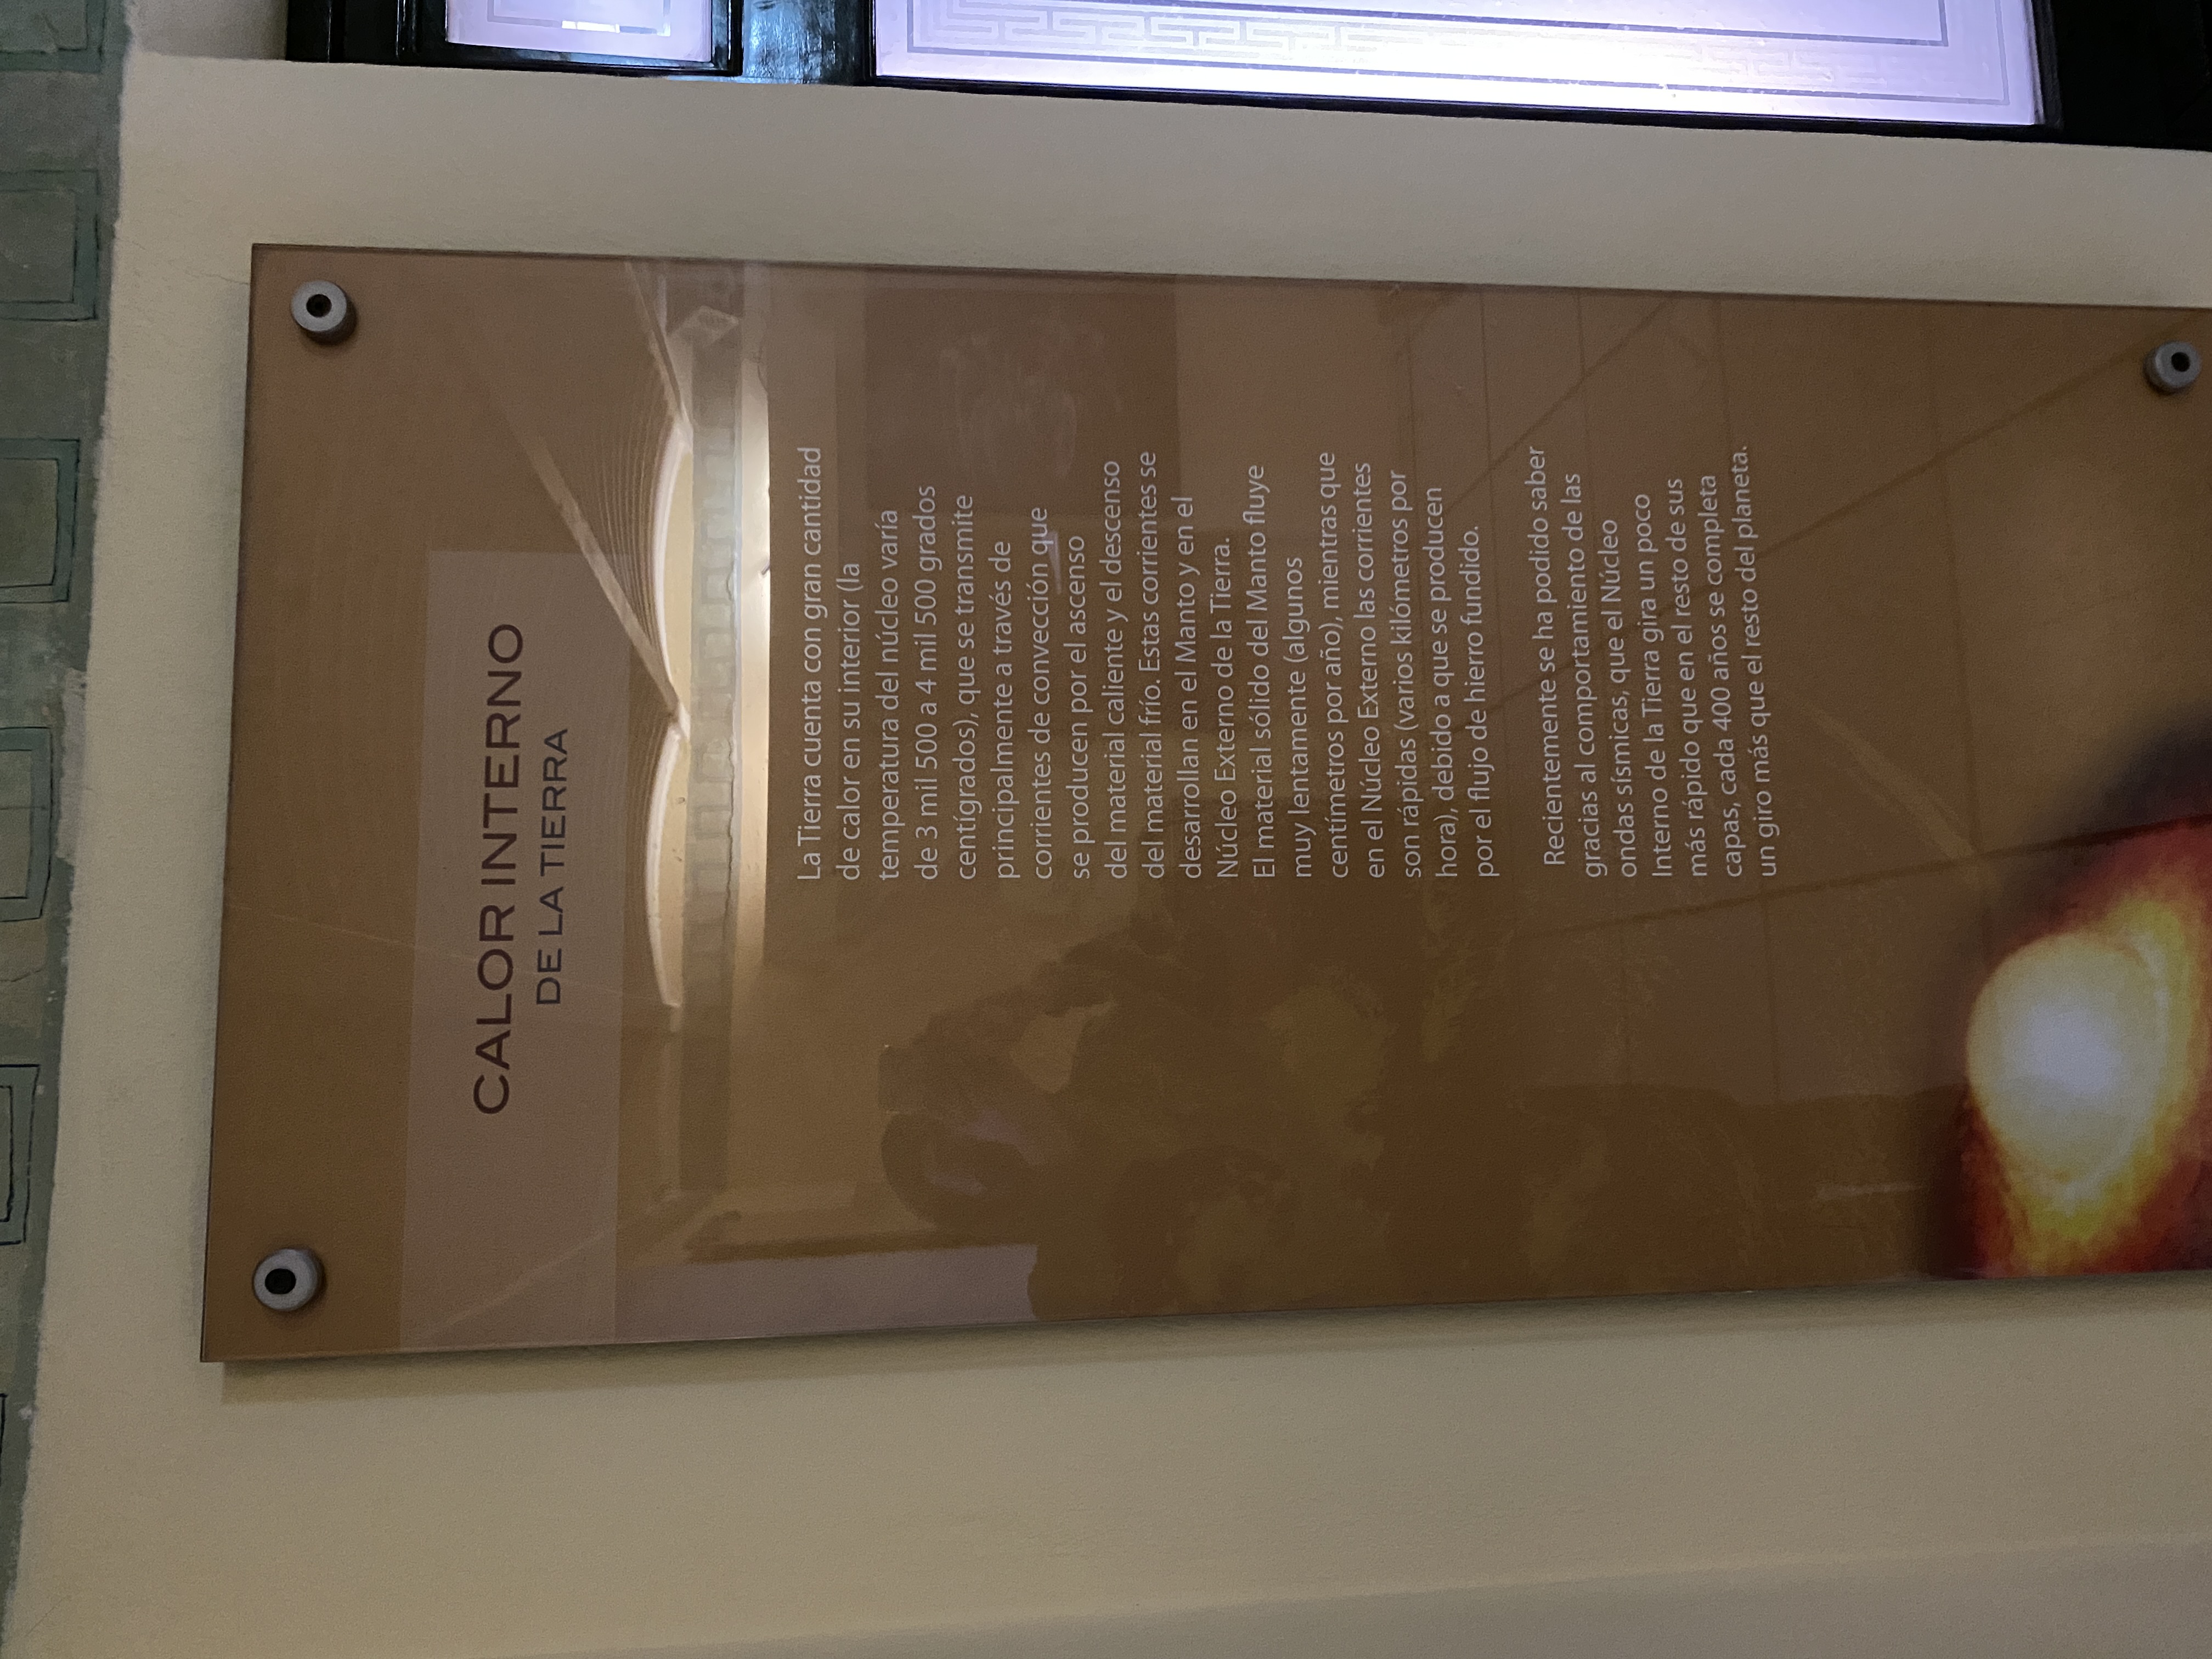 CALOR INTERNO
DE LA TIERRA
La Tierra cuenta con gran cantidad
de calor en su interior (la
temperatura del núcleo varía
de 3 mil 500 a 4 mil 500 grados
centígrados), que se transmite
principalmente a través de
corrientes de convección que
se producen por el ascenso
del material caliente y el descenso
del material frío. Estas corrientes se
desarrollan en el Manto y en el
Núcleo Externo de la Tierra.
El material sólido del Manto fluye
muy lentamente (algunos
centímetros por año), mientras que
en el Núcleo Externo las corrientes
son rápidas (varios kilómetros por
hora), debido a que se producen
por el flujo de hierro fundido.
Recientemente se ha podido saber
gracias al comportamiento de las
ondas sísmicas, que el Núcleo
Interno de la Tierra gira un poco
más rápido que en el resto de sus
capas, cada 400 años se completa
un giro más que el resto del planeta.